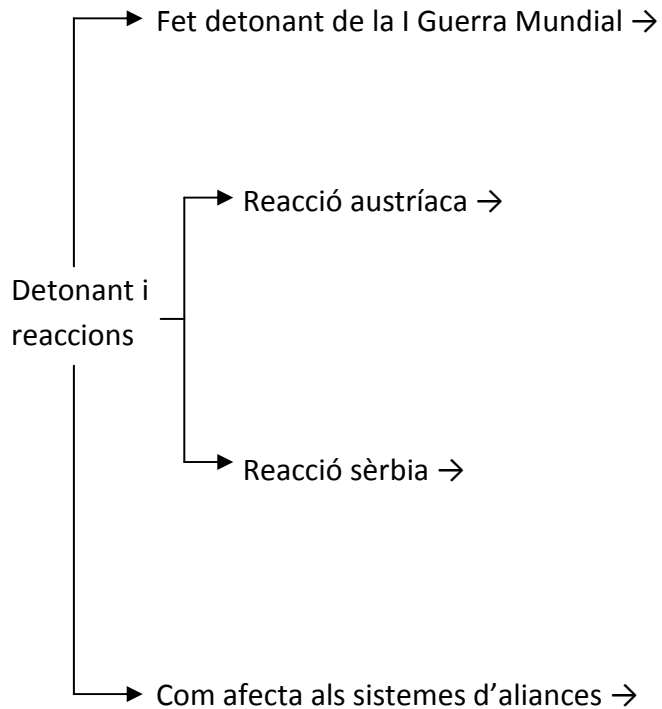 Fet detonant de la I Guerra Mundial →
Reacció austríaca →
Detonant i
reaccions
Reacció sèrbia →
Com afecta als sistemes d’aliances →